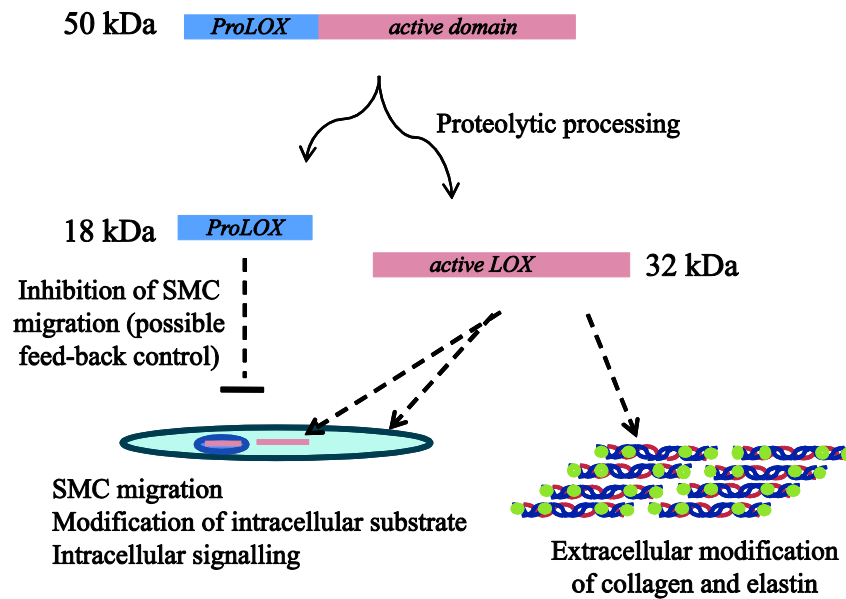 50 kDa
ProLOX
active domain
Proteolytic processing
18 kDa
ProLOX
active LOX
32 kDa
Inhibition of SMC
migration (possible
feed-back control)
SMC migration
Modification of intracellular substrate
Intracellular signalling
Extracellular modification
of collagen and elastin